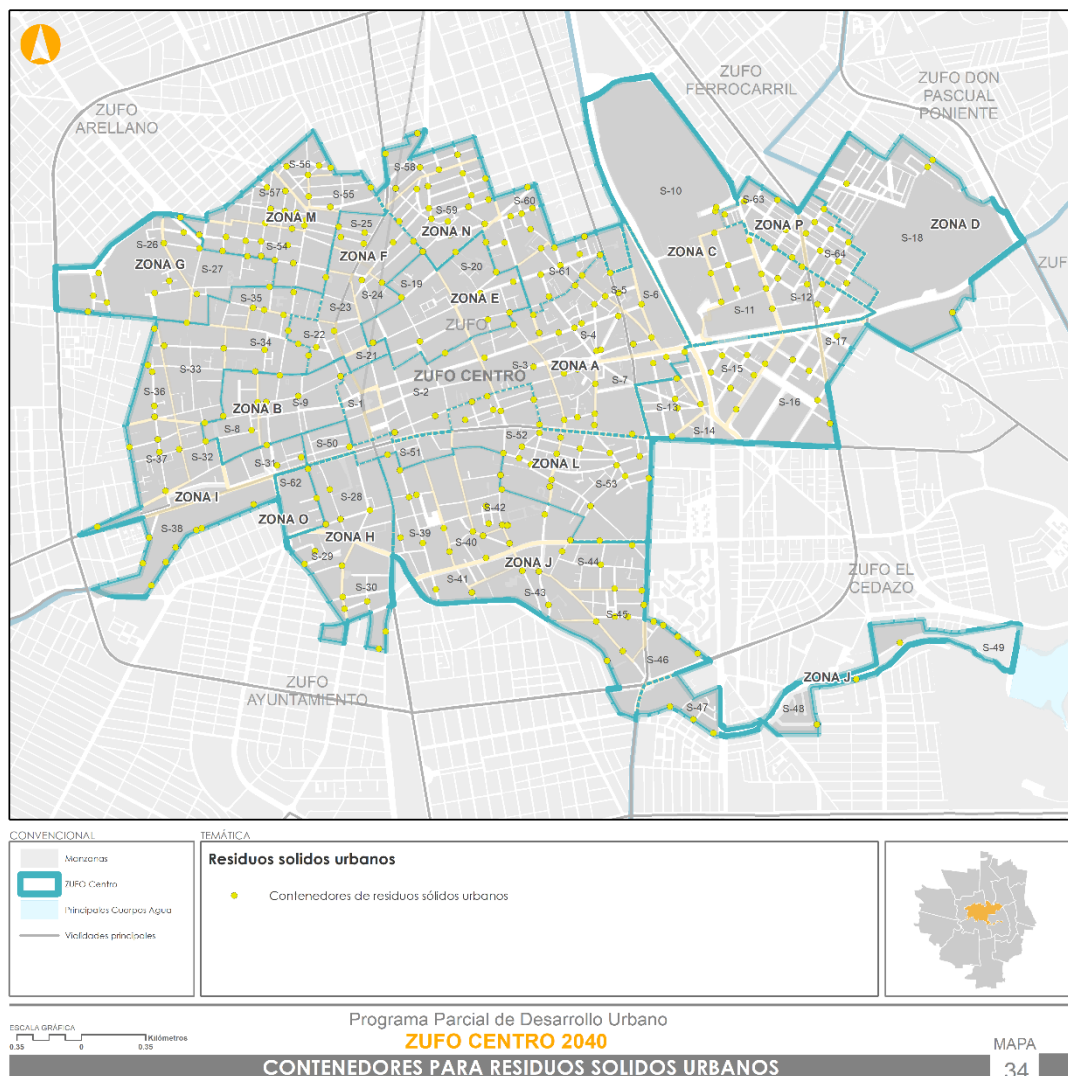 ZUFO
FERROCARRIL
ZUFO DON
PASCUAL
PONIENTE
ZUFO
ARELLANO
S-56
S-58
S-57
S-55
S-10
S-63
S-59
S-60
ZONA M
ZONA P
ZONA D
S-25
ZONA N
S-18
S-26
S-54
ZONA F
ZONA C
S-64
ZONA G
S-27
S-20
S-61
ZUF
S-24
S-19
S-35
S-23
ZONA E
S-5
S-6
S-12
S-11
ZUFO
S-22
S-4
S-17
S-33
S-34
S-21
S-3
ZONA A
S-15
ZUFO CENTRO
S-7
S-36
S-2
S-9
S-1
S-16
ZONA B
S-13
S-8
S-14
S-52
S-50
S-37
S-32
S-51
S-31
ZONA L
S-62
S-53
ZONA I
S-28
S-42
ZONA O
S-38
ZONA H
S-39
S-40
S-29
ZONA J
S-44
ZUFO EL
CEDAZO
S-41
S-30
S-43
S-45
S-49
S-46
ZUFO
AYUNTAMIENTO
ZONA J
S-47
S-48
CONVENCIONAL
Manzanas
ZUFO Centro
Principales Cuerpos Agua
Vialidades principales
TEMÁTICA
Residuos solidos urbanos
Contenedores de residuos sólidos urbanos
ESCALA GRÁFICA
0.35 0 0.35 Kilómetros
Programa Parcial de Desarrollo Urbano
ZUFO CENTRO 2040
CONTENEDORES PARA RESIDUOS SOLIDOS URBANOS
MAPA
34